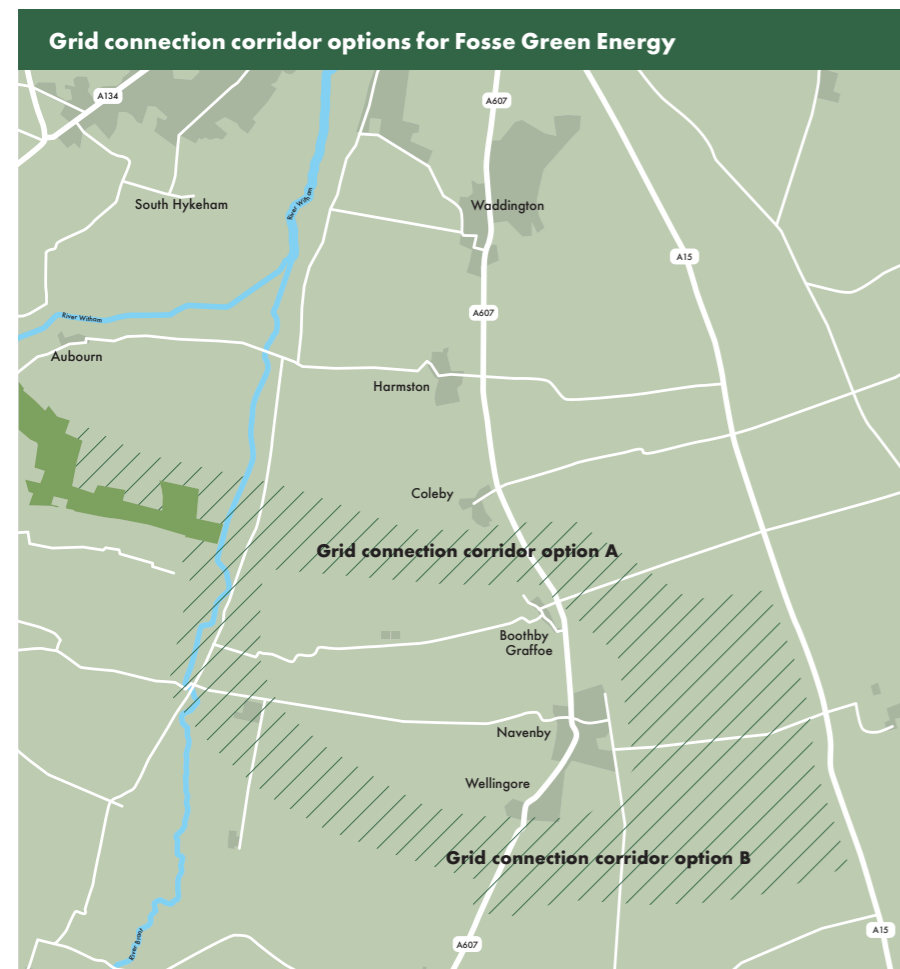 Grid connection corridor options for Fosse Green Energy
A134
A607
South Hykeham
River Witham
Waddington
A15
A607
River Witham
Aubourn
Harmston
Coleby
Grid connection corridor option A
Boothby
Graffoe
Navenby
Wellingore
Grid connection corridor option B
River Brant
A607
A15